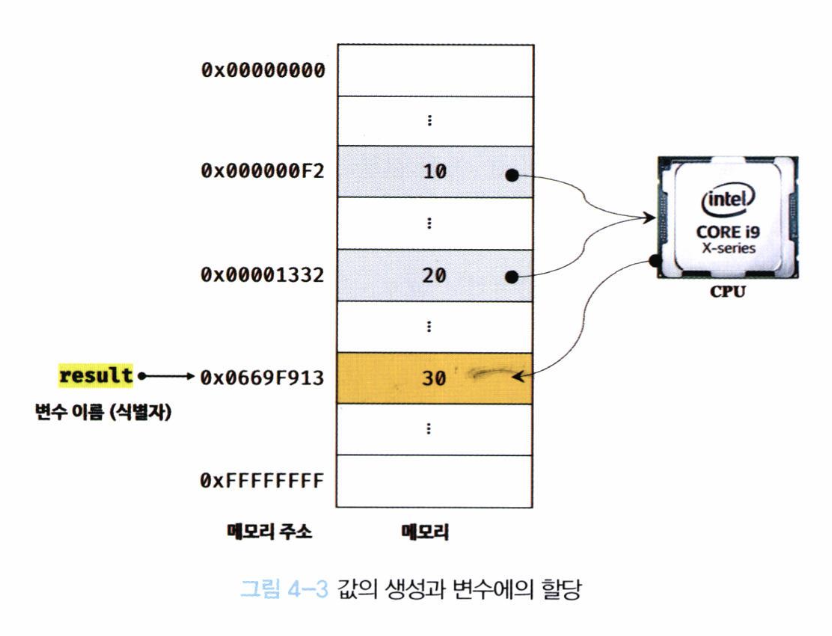 0x00000000
⋮
0x000000F2 10
⋮
0x00001332 20
⋮
result 0x0669F913 30
변수 이름 (식별자)
⋮
0xFFFFFFFF
메모리 주소 메모리
intel
CORE i9
X-series
CPU
그림 4-3 값의 생성과 변수에의 할당